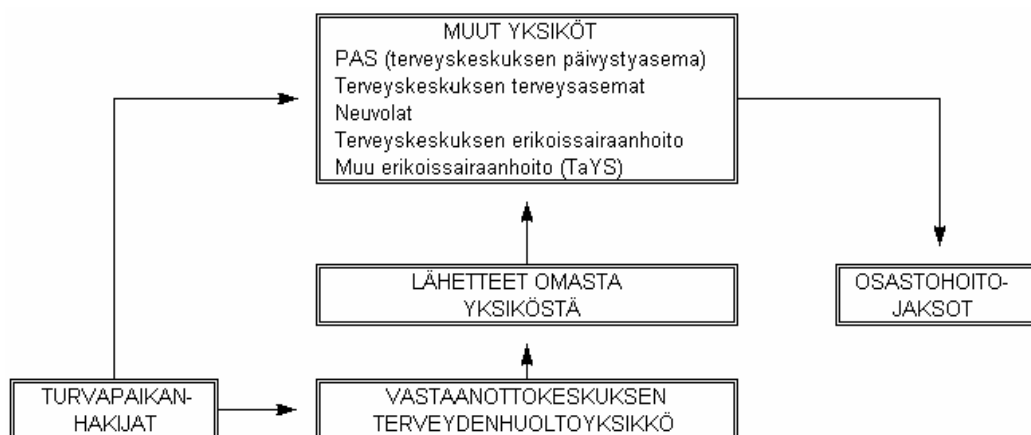 MUUT YKSIKÖT
PAS (terveyskeskuksen päivystyasema)
Terveyskeskuksen terveysasemat
Neuvolat
Terveyskeskuksen erikoissairaanhoito
Muu erikoissairaanhoito (TaYS)
LÄHETTEET OMASTA
YKSIKÖSTÄ
OSASTOHOITO-
JAKSOT
TURVAPAIKAN-
HAKIJAT
VASTAANOTTOKESKUKSEN
TERVEYDENHUOLTOYKSIKKÖ